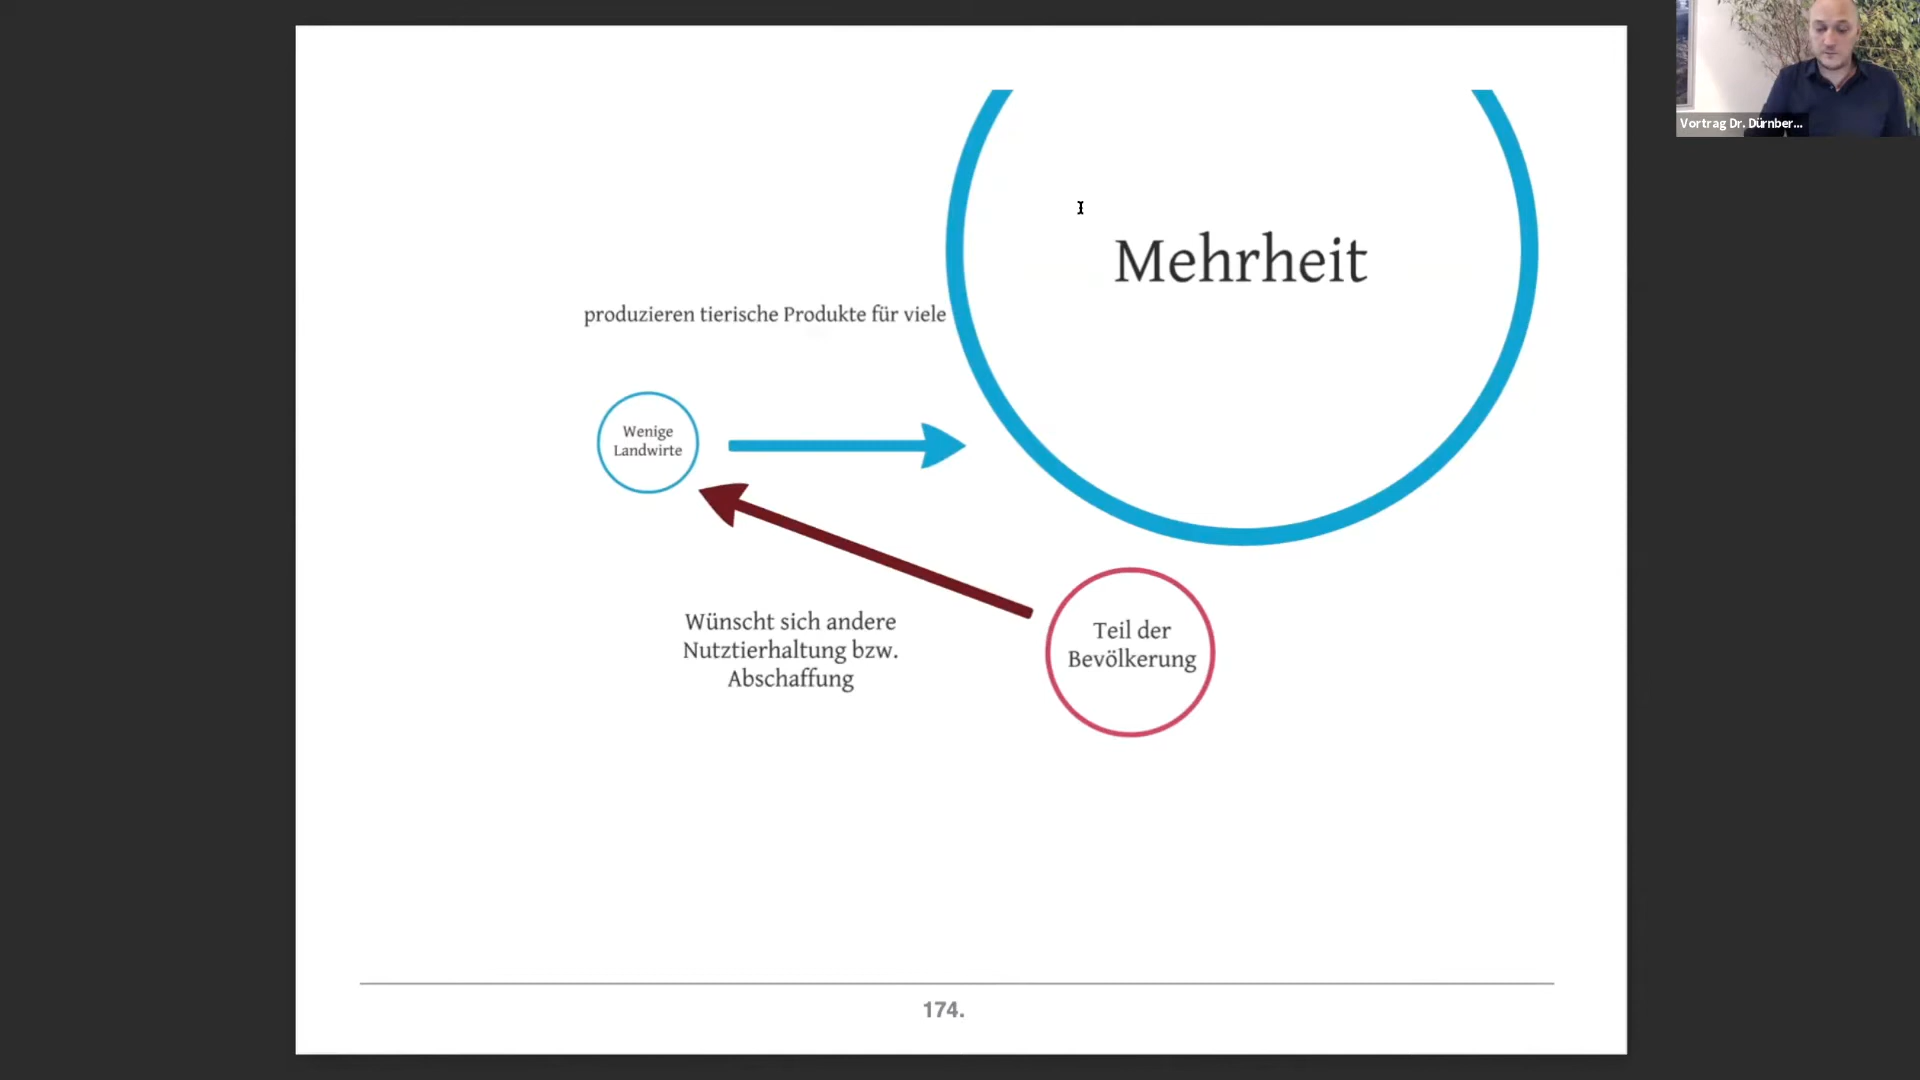 Vortrag Dr. Dürnber...
Mehrheit
produzieren tierische Produkte für viele
Wenige
Landwirte
Wünscht sich andere
Nutztierhaltung bzw.
Abschaffung
Teil der
Bevölkerung
174.